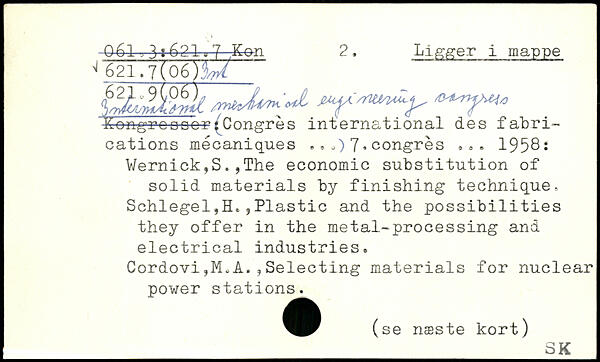 061.3:621.7 Kon 2. Ligger i mappe
√ 621.7(06) Int
621.9(06)
International mechanical engineering congress
Kongresser:(Congrès international des fabri-
cations mécaniques ...) 7.congrès ... 1958:
Wernick,S.,The economic substitution of
solid materials by finishing technique.
Schlegel,H.,Plastic and the possibilities
they offer in the metal-processing and
electrical industries.
Cordovi,M.A.,Selecting materials for nuclear
power stations.
(se næste kort)
SK